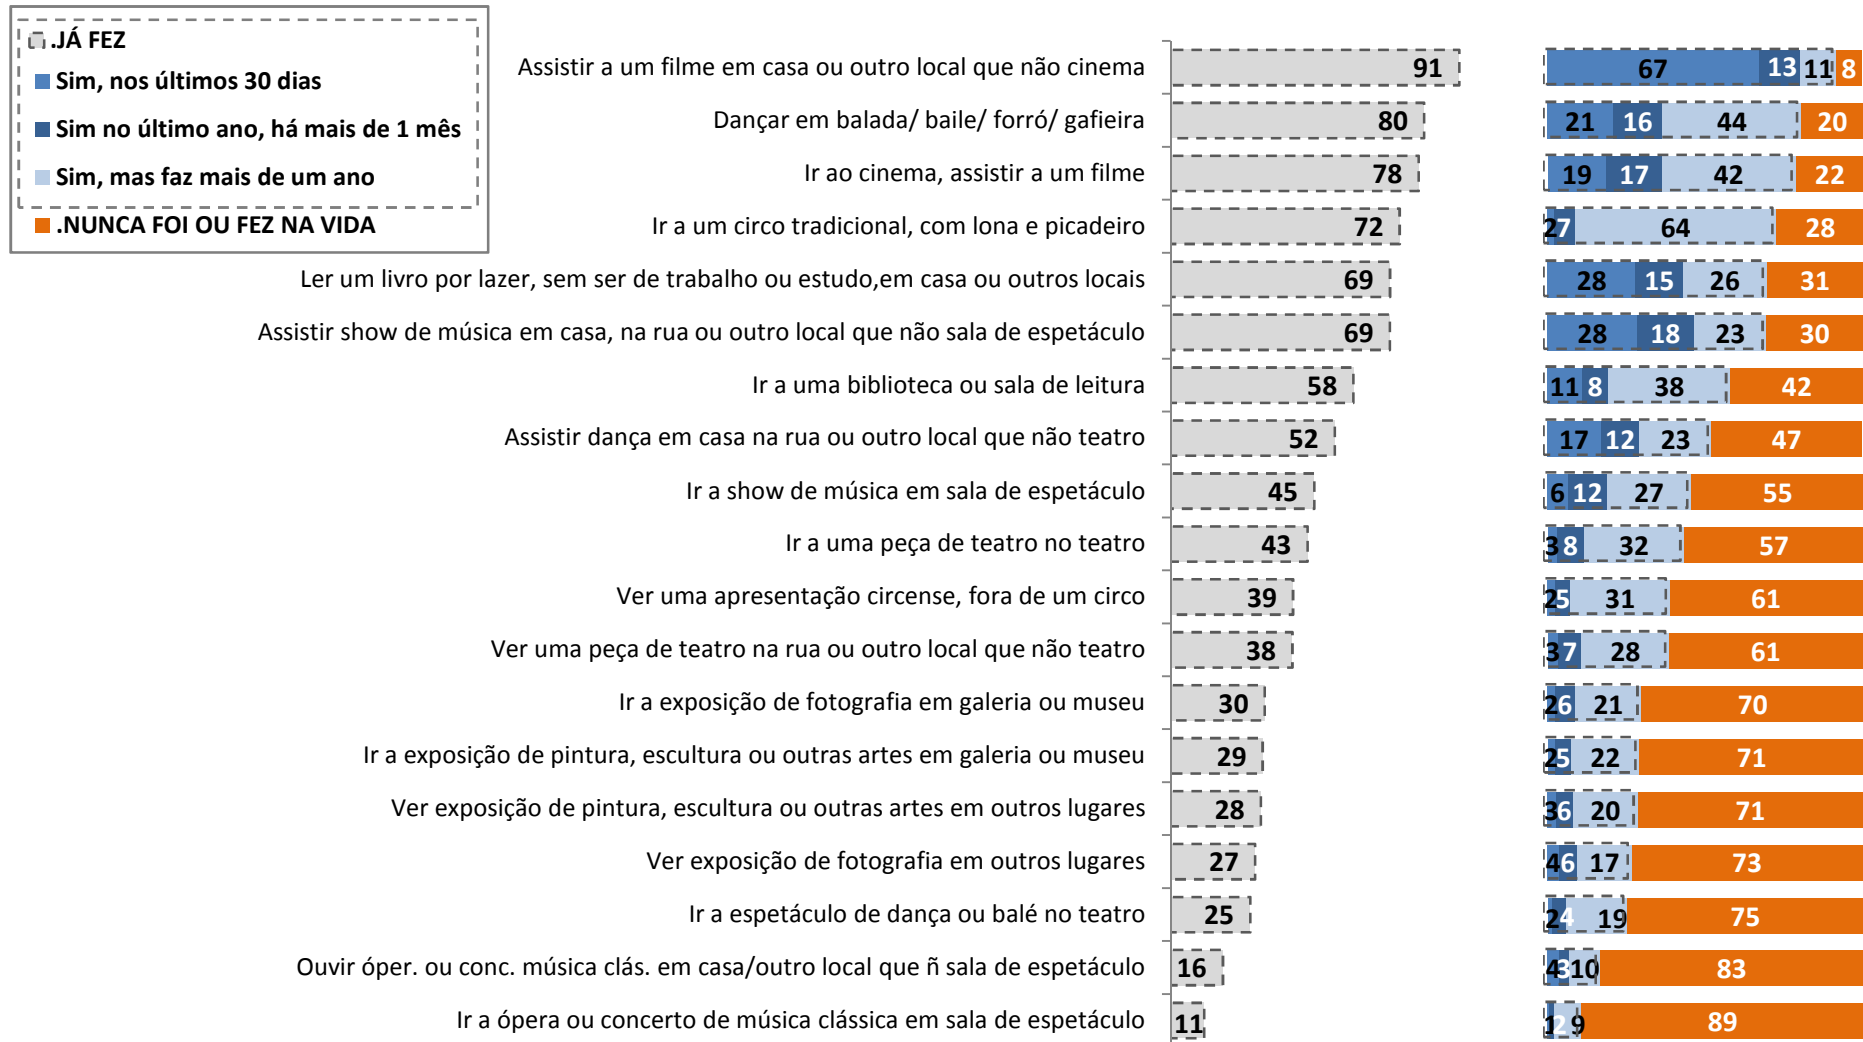 .JÁ FEZ
Sim, nos últimos 30 dias
Sim no último ano, há mais de 1 mês
Sim, mas faz mais de um ano
.NUNCA FOI OU FEZ NA VIDA
Assistir a um filme em casa ou outro local que não cinema 91 67 13 11 8
Dançar em balada/ baile/ forró/ gafieira 80 21 16 44 20
Ir ao cinema, assistir a um filme 78 19 17 42 22
Ir a um circo tradicional, com lona e picadeiro 72 2 7 64 28
Ler um livro por lazer, sem ser de trabalho ou estudo,em casa ou outros locais 69 28 15 26 31
Assistir show de música em casa, na rua ou outro local que não sala de espetáculo 69 28 18 23 30
Ir a uma biblioteca ou sala de leitura 58 11 8 38 42
Assistir dança em casa na rua ou outro local que não teatro 52 17 12 23 47
Ir a show de música em sala de espetáculo 45 6 12 27 55
Ir a uma peça de teatro no teatro 43 3 8 32 57
Ver uma apresentação circense, fora de um circo 39 2 5 31 61
Ver uma peça de teatro na rua ou outro local que não teatro 38 3 7 28 61
Ir a exposição de fotografia em galeria ou museu 30 2 6 21 70
Ir a exposição de pintura, escultura ou outras artes em galeria ou museu 29 2 5 22 71
Ver exposição de pintura, escultura ou outras artes em outros lugares 28 3 6 20 71
Ver exposição de fotografia em outros lugares 27 4 6 17 73
Ir a espetáculo de dança ou balé no teatro 25 2 4 19 75
Ouvir óper. ou conc. música clás. em casa/outro local que ñ sala de espetáculo 16 4 3 10 83
Ir a ópera ou concerto de música clássica em sala de espetáculo 11 1 2 9 89